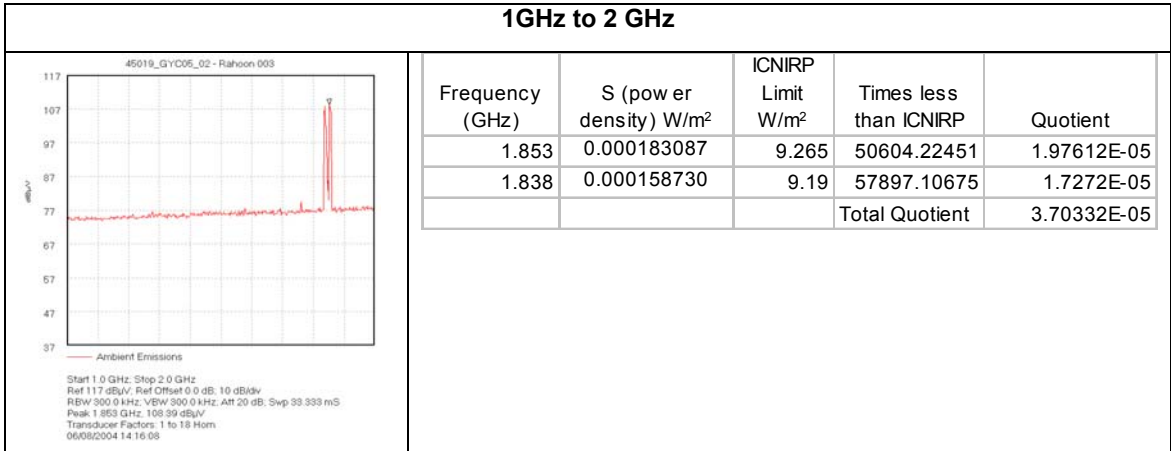 1GHz to 2 GHz
45019_GYC05_02 - Rahoon 003
117
107
97
87
77
67
57
47
37
dBµV
Ambient Emissions
Start 1.0 GHz; Stop 2.0 GHz
Ref 117 dBµV; Ref Offset 0.0 dB; 10 dB/div
RBW 300.0 kHz; VBW 300.0 kHz; Att 20 dB; Swp 33.333 mS
Peak 1.853 GHz, 108.39 dBµV
Transducer Factors: 1 to 18 Horn
06/08/2004 14:16:08
Frequency (GHz) S (pow er density) W/m² ICNIRP Limit W/m² Times less than ICNIRP Quotient
1.853 0.000183087 9.265 50604.22451 1.97612E-05
1.838 0.000158730 9.19 57897.10675 1.7272E-05
Total Quotient 3.70332E-05